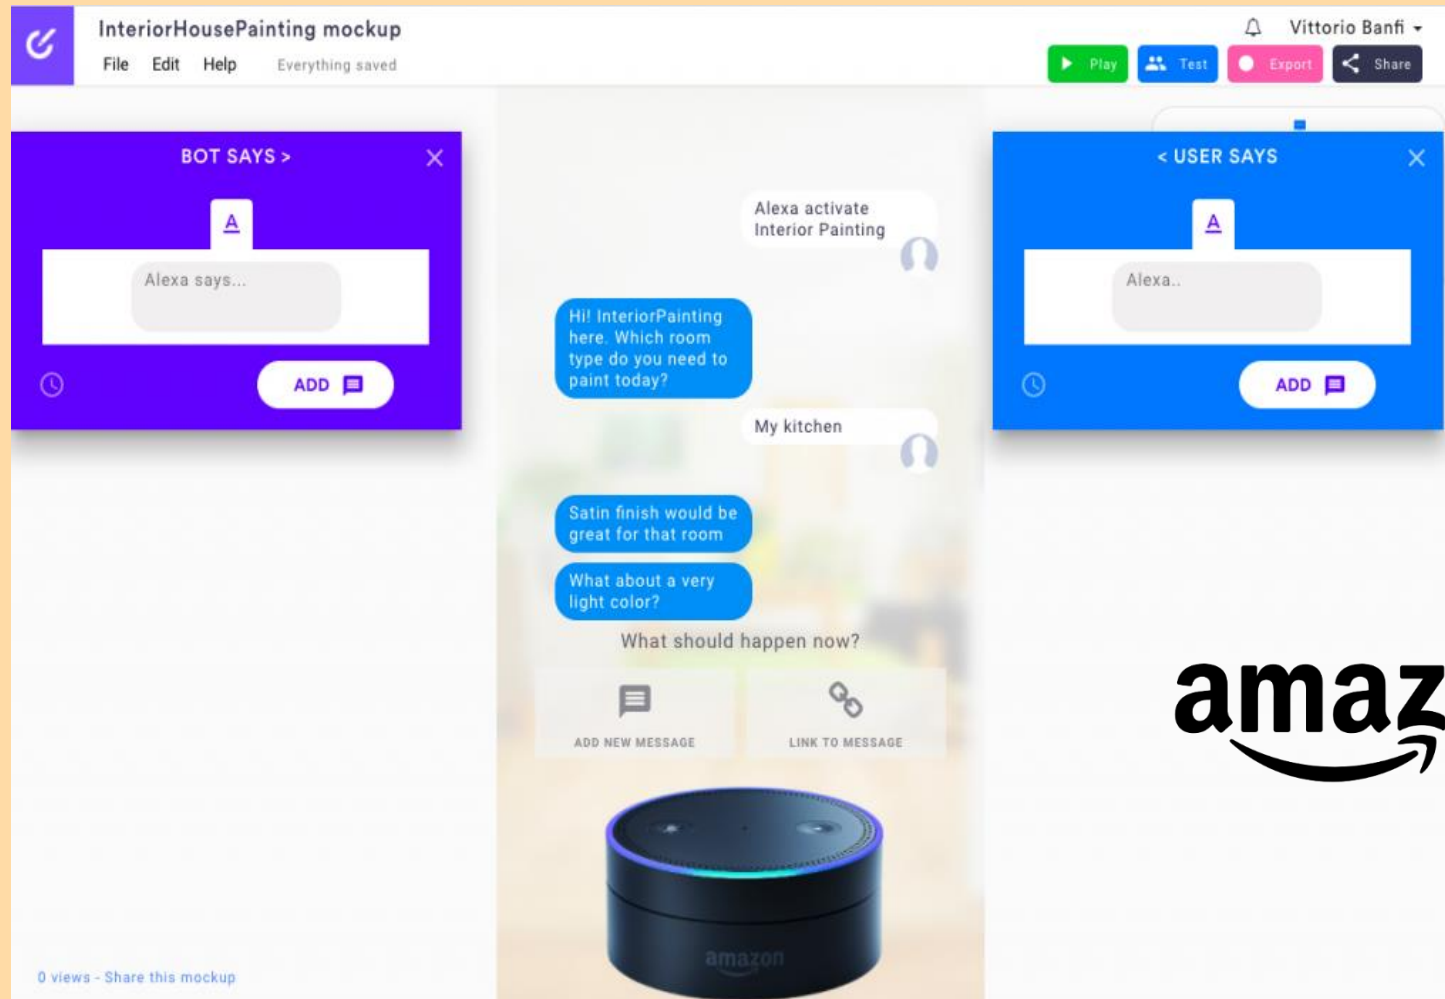 InteriorHousePainting mockup
Vittorio Banfi
File Edit Help Everything saved
Play Test Export Share
BOT SAYS >
A
Alexa says...
ADD
< USER SAYS
A
Alexa..
ADD
Alexa activate
Interior Painting
Hi! InteriorPainting
here. Which room
type do you need to
paint today?
My kitchen
Satin finish would be
great for that room
What about a very
light color?
What should happen now?
ADD NEW MESSAGE
LINK TO MESSAGE
amaz
amazon
0 views - Share this mockup